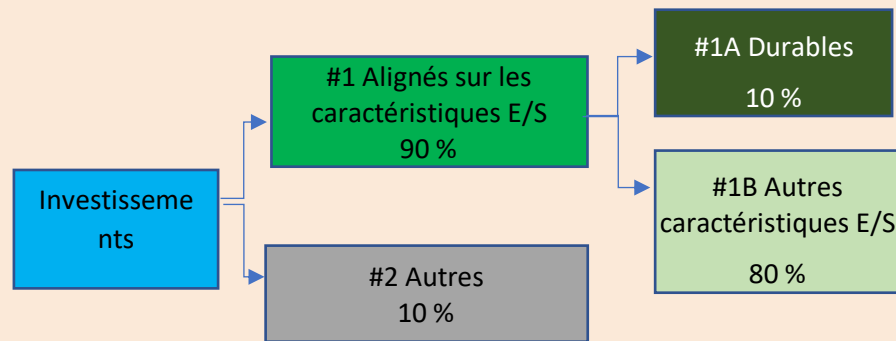 Investisseme
nts
#1 Alignés sur les
caractéristiques E/S
90 %
#2 Autres
10 %
#1A Durables
10 %
#1B Autres
caractéristiques E/S
80 %